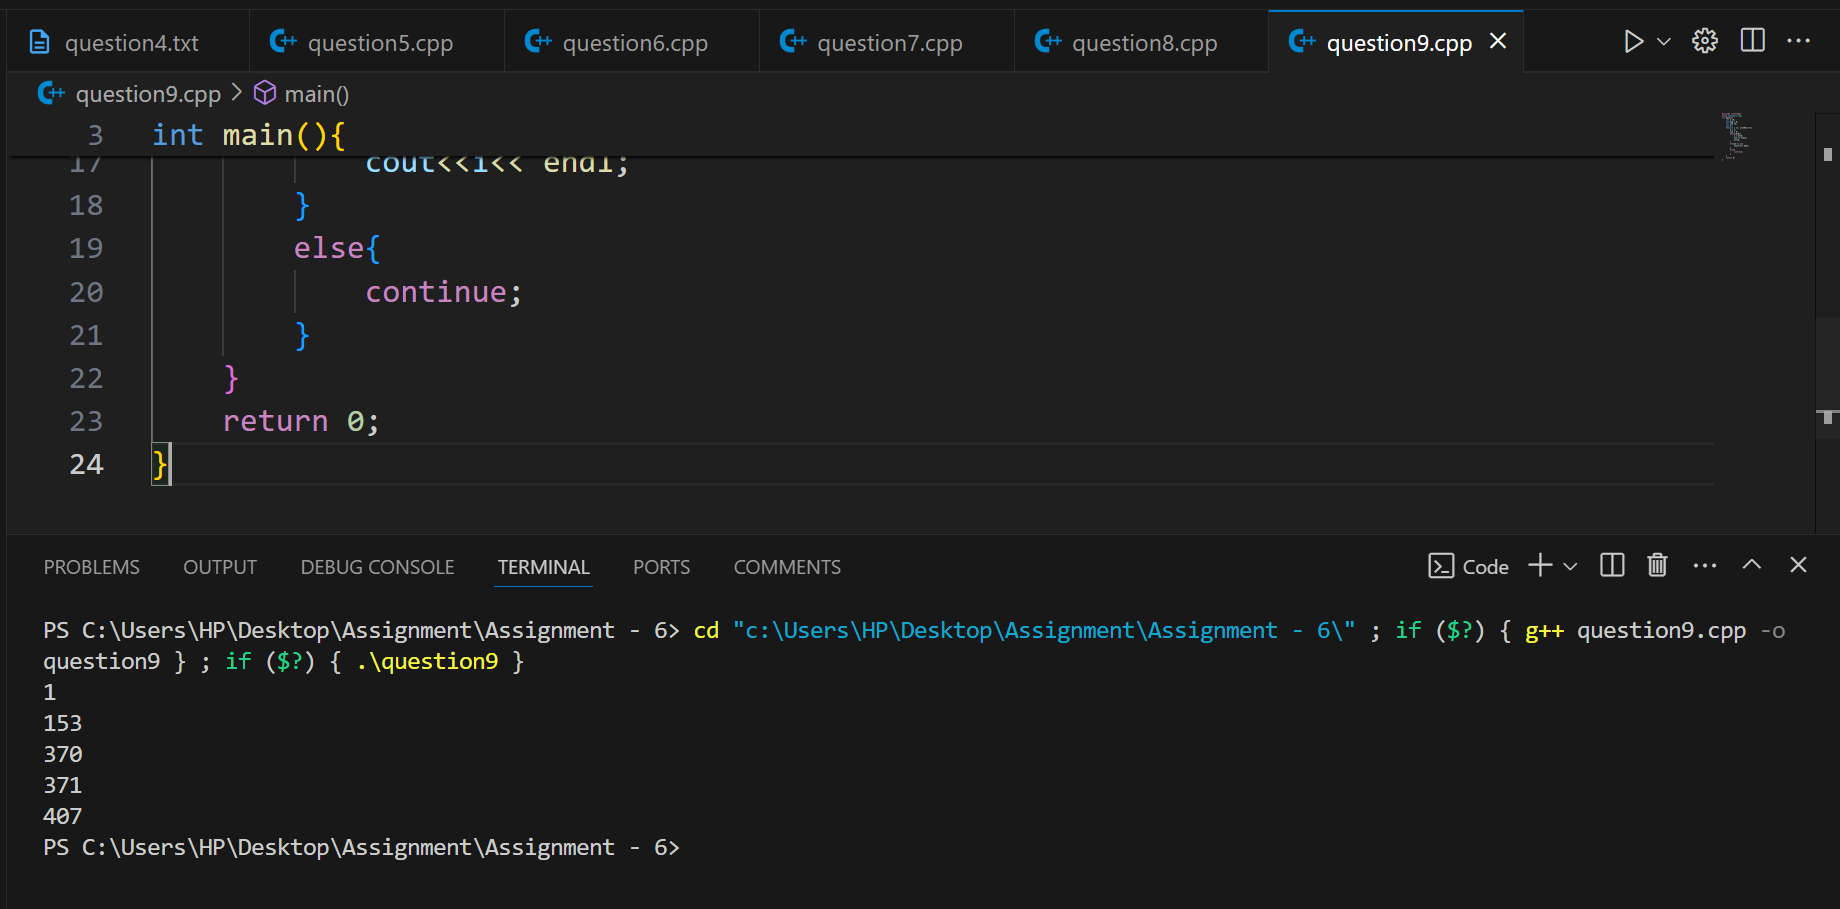 question4.txt question5.cpp question6.cpp question7.cpp question8.cpp question9.cpp
question9.cpp > main()
3 int main(){
17 cout<<i<< endl;
18 }
19 else{
20 continue;
21 }
22 }
23 return 0;
24 }
PROBLEMS OUTPUT DEBUG CONSOLE TERMINAL PORTS COMMENTS Code
PS C:\Users\HP\Desktop\Assignment\Assignment - 6> cd "c:\Users\HP\Desktop\Assignment\Assignment - 6\" ; if ($?) { g++ question9.cpp -o
question9 } ; if ($?) { .\question9 }
1
153
370
371
407
PS C:\Users\HP\Desktop\Assignment\Assignment - 6>